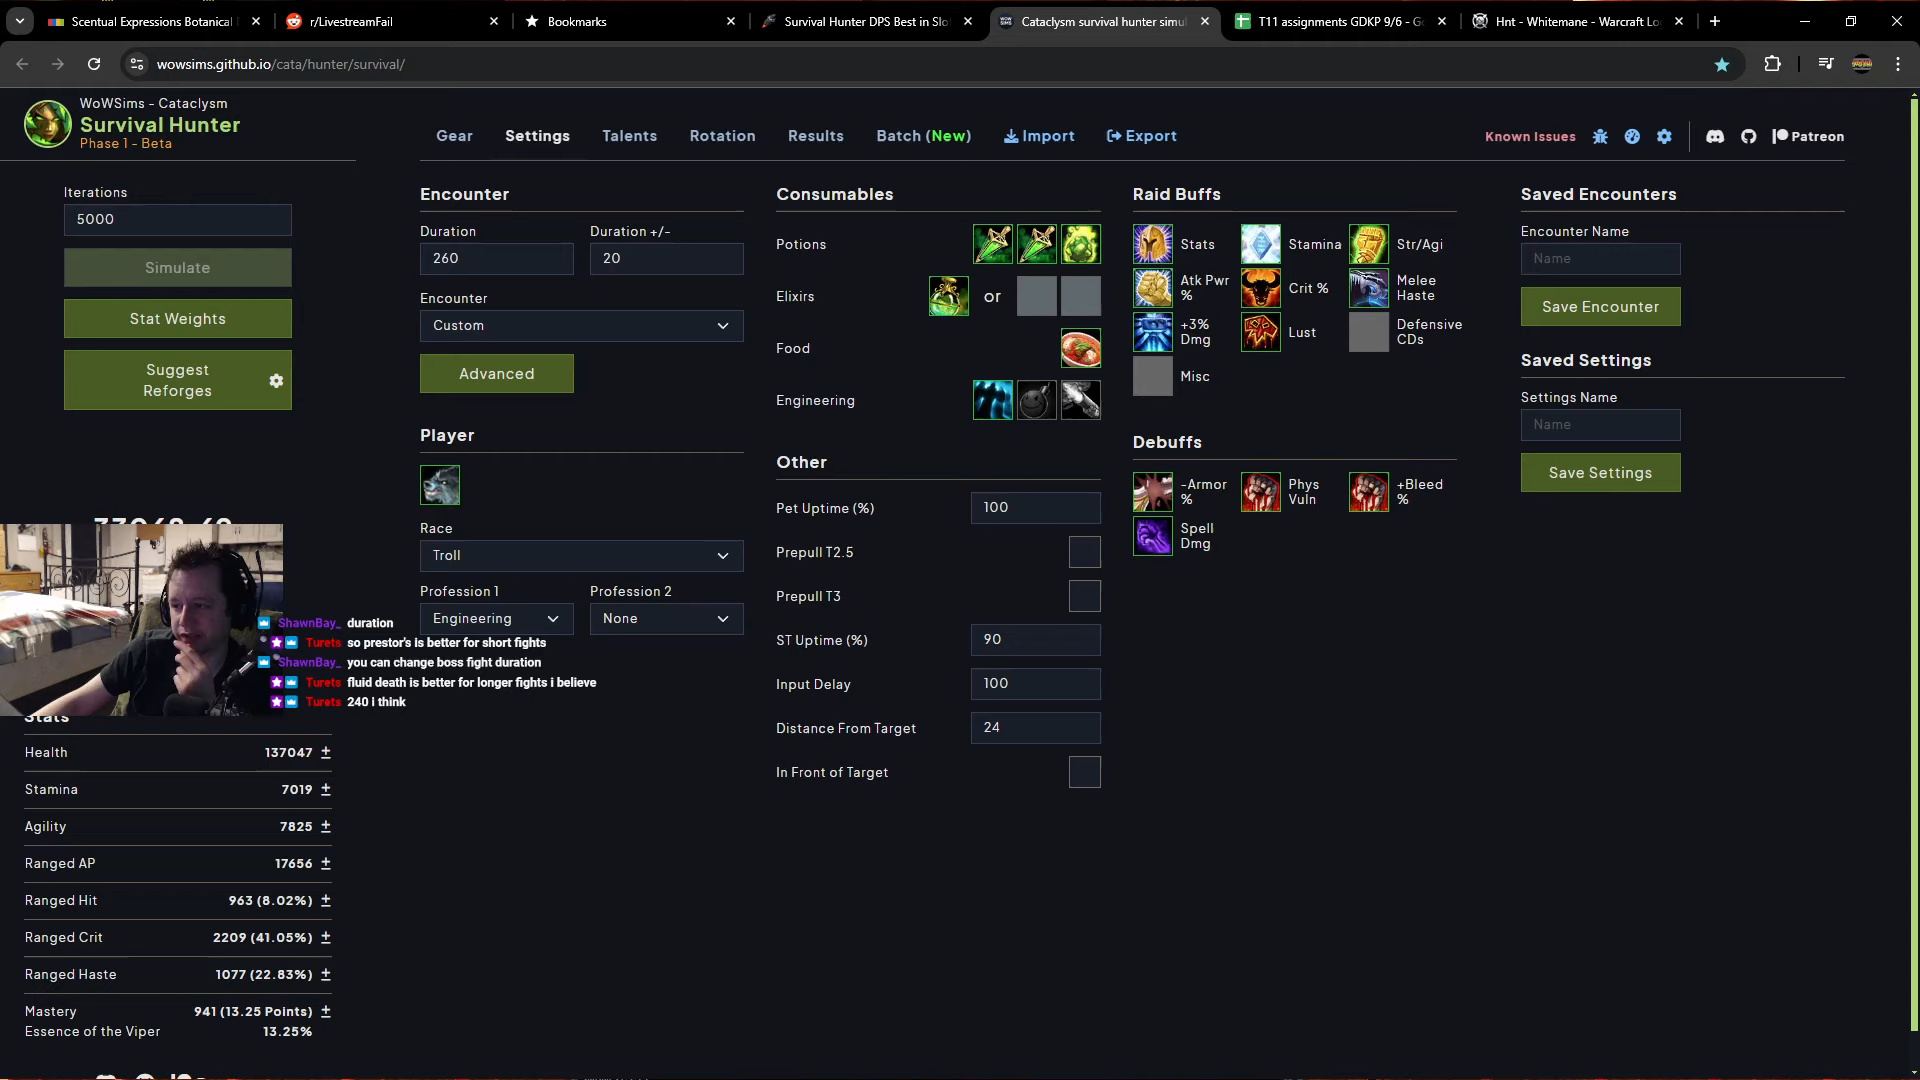 Scentual Expressions Botanical
r/LivestreamFail
Bookmarks
Survival Hunter DPS Best in Slo
Cataclysm survival hunter simu
T11 assignments GDKP 9/6 - Go
Hnt - Whitemane - Warcraft Lo
wowsims.github.io/cata/hunter/survival/
WoWSims - Cataclysm
Survival Hunter
Phase 1 - Beta
Gear
Settings
Talents
Rotation
Results
Batch (New)
Import
Export
Known Issues
Patreon
Iterations
5000
Simulate
Stat Weights
Suggest
Reforges
Encounter
Duration
Duration +/-
260
20
Encounter
Custom
Advanced
Player
Race
Troll
Profession 1
Profession 2
Engineering
None
Consumables
Potions
Elixirs
or
Food
Engineering
Other
Pet Uptime (%)
100
Prepull T2.5
Prepull T3
ST Uptime (%)
90
Input Delay
100
Distance From Target
24
In Front of Target
Raid Buffs
Stats
Stamina
Str/Agi
Atk Pwr
%
Crit %
Melee
Haste
+3%
Dmg
Lust
Defensive
CDs
Misc
Debuffs
-Armor
%
Phys
Vuln
+Bleed
%
Spell
Dmg
Saved Encounters
Encounter Name
Name
Save Encounter
Saved Settings
Settings Name
Name
Save Settings
ShawnBay_ duration
Turets so prestor's is better for short fights
ShawnBay_ you can change boss fight duration
Turets fluid death is better for longer fights i believe
Turets 240 i think
Stats
Health 137047
Stamina 7019
Agility 7825
Ranged AP 17656
Ranged Hit 963 (8.02%)
Ranged Crit 2209 (41.05%)
Ranged Haste 1077 (22.83%)
Mastery 941 (13.25 Points)
Essence of the Viper 13.25%